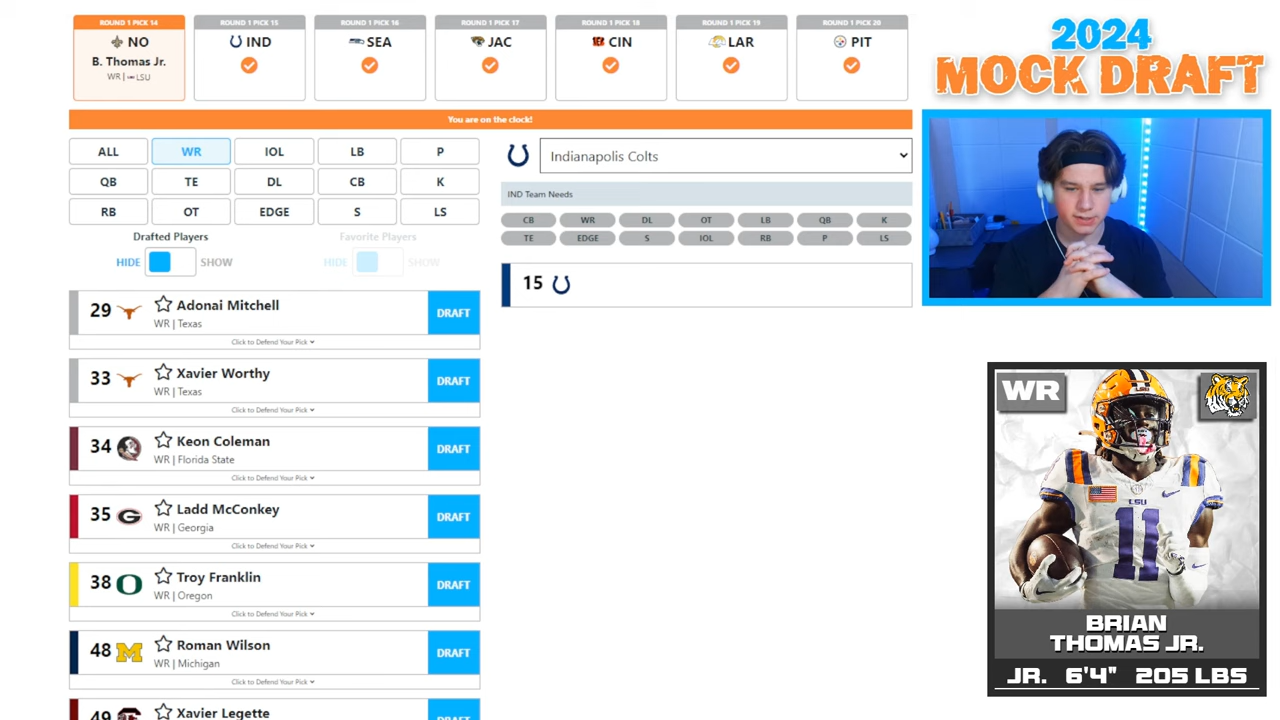 ROUND 1 PICK 14
NO
B. Thomas Jr.
WR | LSU
ROUND 1 PICK 15
IND
ROUND 1 PICK 16
SEA
ROUND 1 PICK 17
JAC
ROUND 1 PICK 18
CIN
ROUND 1 PICK 19
LAR
ROUND 1 PICK 20
PIT
2024
MOCK DRAFT
You are on the clock!
ALL WR IOL LB P
QB TE DL CB K
RB OT EDGE S LS
Drafted Players
HIDE SHOW
Favorite Players
HIDE SHOW
Indianapolis Colts
IND Team Needs
CB WR DL OT LB QB K
TE EDGE S IOL RB P LS
15
29 Adonai Mitchell
WR | Texas
DRAFT
Click to Defend Your Pick
33 Xavier Worthy
WR | Texas
DRAFT
Click to Defend Your Pick
34 Keon Coleman
WR | Florida State
DRAFT
Click to Defend Your Pick
35 Ladd McConkey
WR | Georgia
DRAFT
Click to Defend Your Pick
38 Troy Franklin
WR | Oregon
DRAFT
Click to Defend Your Pick
48 Roman Wilson
WR | Michigan
DRAFT
Click to Defend Your Pick
49 Xavier Legette
WR
LSU
11
BRIAN
THOMAS JR.
JR. 6'4" 205 LBS